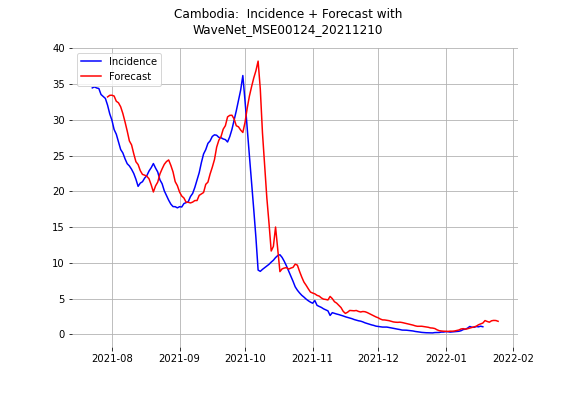 Cambodia:  Incidence + Forecast with
WaveNet_MSE00124_20211210
40
35
30
25
20
15
10
5
0
Incidence
Forecast
2021-08 2021-09 2021-10 2021-11 2021-12 2022-01 2022-02